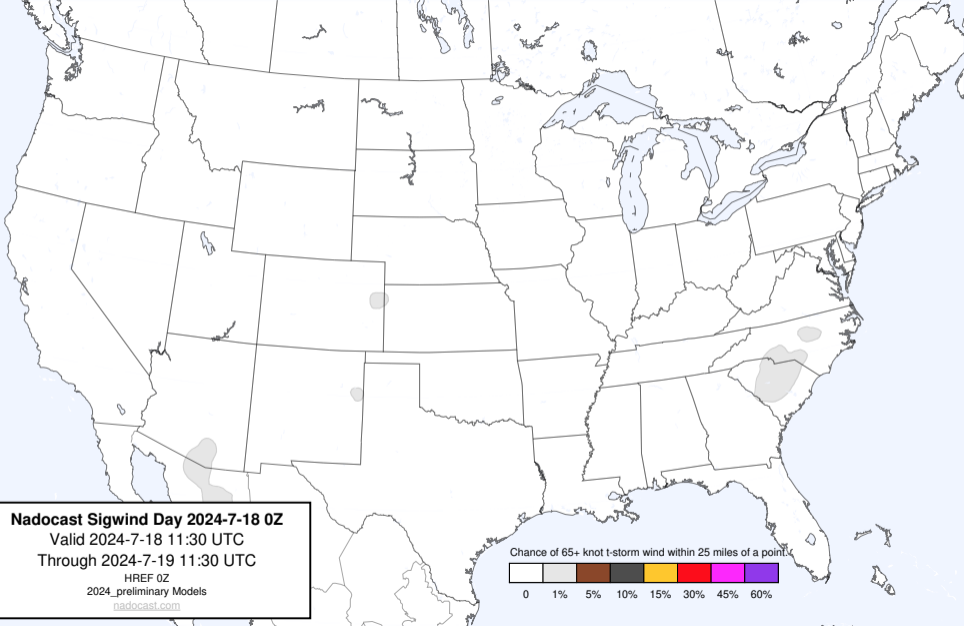 Nadocast Sigwind Day 2024-7-18 0Z
Valid 2024-7-18 11:30 UTC
Through 2024-7-19 11:30 UTC
HREF 0Z
2024_preliminary Models
nadocast.com
Chance of 65+ knot t-storm wind within 25 miles of a point.
0 1% 5% 10% 15% 30% 45% 60%